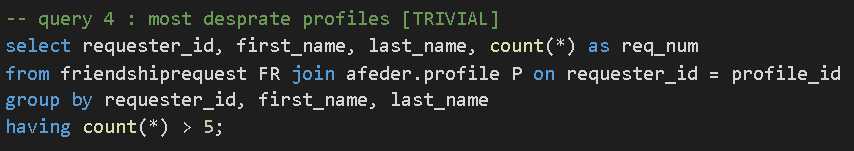 -- query 4 : most desprate profiles [TRIVIAL]
select requester_id, first_name, last_name, count(*) as req_num
from friendshiprequest FR join afeder.profile P on requester_id = profile_id
group by requester_id, first_name, last_name
having count(*) > 5;